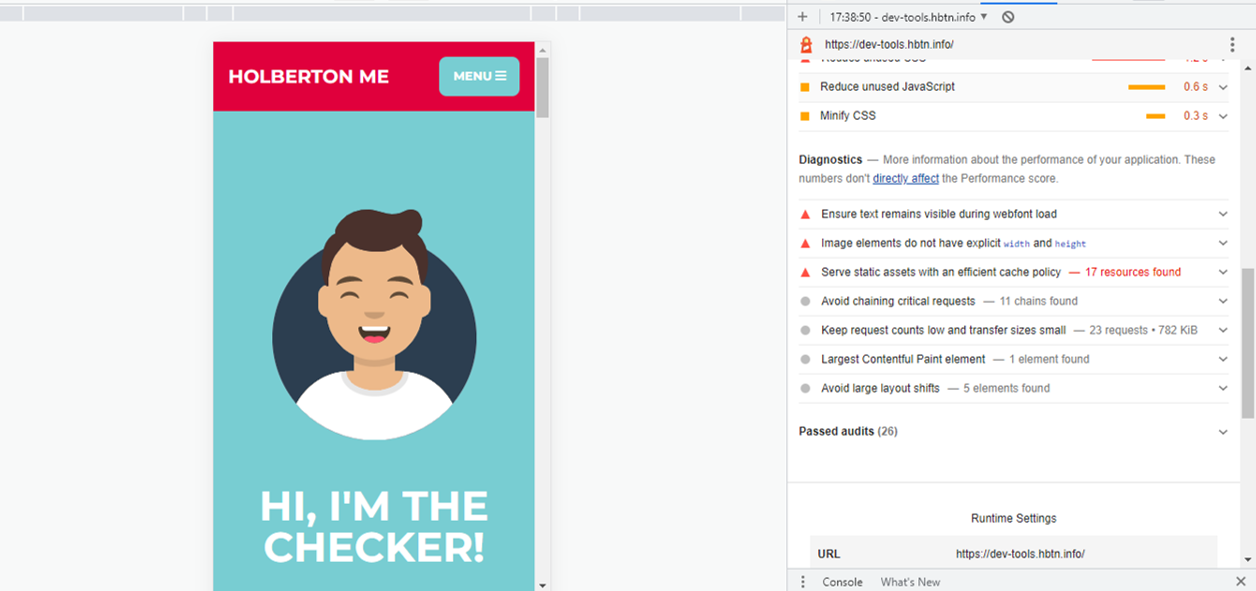 HOLBERTON ME
MENU
HI, I'M THE
CHECKER!
17:38:50 - dev-tools.hbtn.info
https://dev-tools.hbtn.info/
Reduce unused CSS 1.2 s
Reduce unused JavaScript 0.6 s
Minify CSS 0.3 s
Diagnostics — More information about the performance of your application. These
numbers don't directly affect the Performance score.
Ensure text remains visible during webfont load
Image elements do not have explicit width and height
Serve static assets with an efficient cache policy — 17 resources found
Avoid chaining critical requests — 11 chains found
Keep request counts low and transfer sizes small — 23 requests • 782 KiB
Largest Contentful Paint element — 1 element found
Avoid large layout shifts — 5 elements found
Passed audits (26)
Runtime Settings
URL https://dev-tools.hbtn.info/
Console What's New